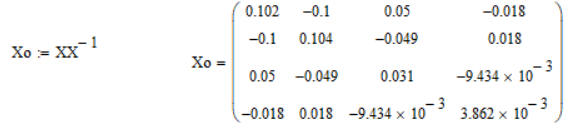 0.102 −0.1 0.05 −0.018
−0.1 0.104 −0.049 0.018
Xo := XX⁻¹ Xo =
0.05 −0.049 0.031 −9.434 × 10⁻³
−0.018 0.018 −9.434 × 10⁻³ 3.862 × 10⁻³